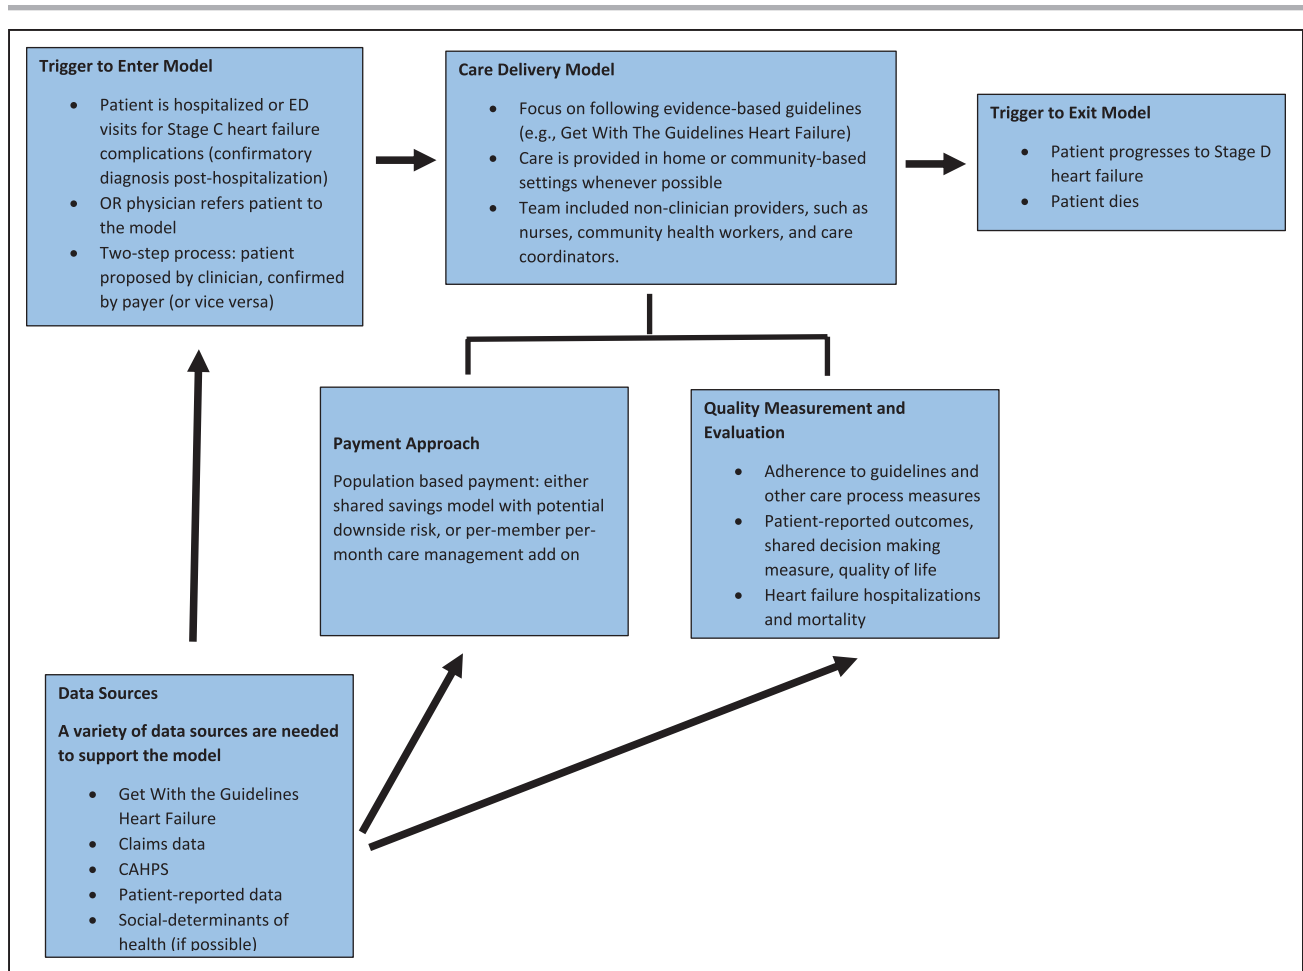 Trigger to Enter Model
• Patient is hospitalized or ED
visits for Stage C heart failure
complications (confirmatory
diagnosis post-hospitalization)
• OR physician refers patient to
the model
• Two-step process: patient
proposed by clinician, confirmed
by payer (or vice versa)
Care Delivery Model
• Focus on following evidence-based guidelines
(e.g., Get With The Guidelines Heart Failure)
• Care is provided in home or community-based
settings whenever possible
• Team included non-clinician providers, such as
nurses, community health workers, and care
coordinators.
Trigger to Exit Model
• Patient progresses to Stage D
heart failure
• Patient dies
Payment Approach
Population based payment: either
shared savings model with potential
downside risk, or per-member per-
month care management add on
Quality Measurement and
Evaluation
• Adherence to guidelines and
other care process measures
• Patient-reported outcomes,
shared decision making
measure, quality of life
• Heart failure hospitalizations
and mortality
Data Sources
A variety of data sources are needed
to support the model
• Get With the Guidelines
Heart Failure
• Claims data
• CAHPS
• Patient-reported data
• Social-determinants of
health (if possible)